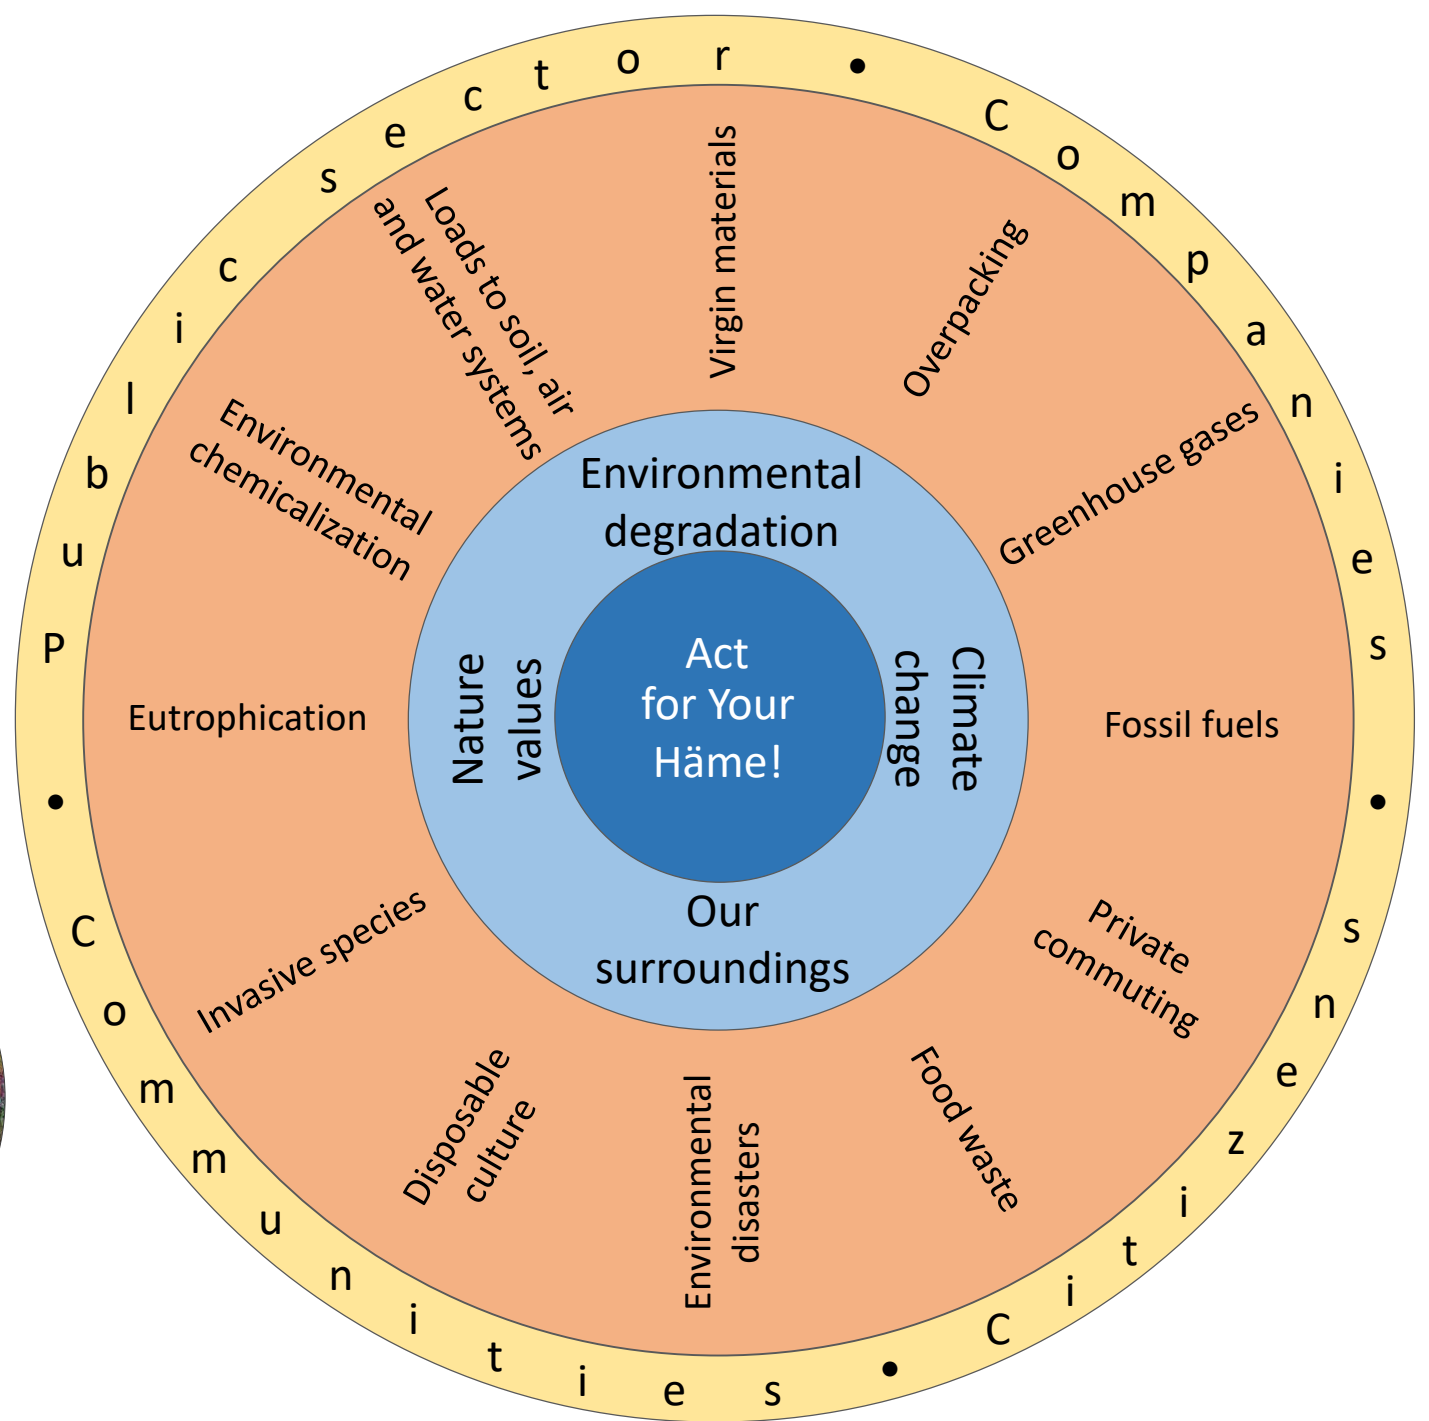 Act
for Your
Häme!
Environmental
degradation
Climate
change
Our
surroundings
Nature
values
Virgin materials
Overpacking
Greenhouse gases
Fossil fuels
Private
commuting
Food waste
Environmental
disasters
Disposable
culture
Invasive species
Eutrophication
Environmental
chemicalization
Loads to soil, air
and water systems
Public sector • Companies • Citizens • Communities •